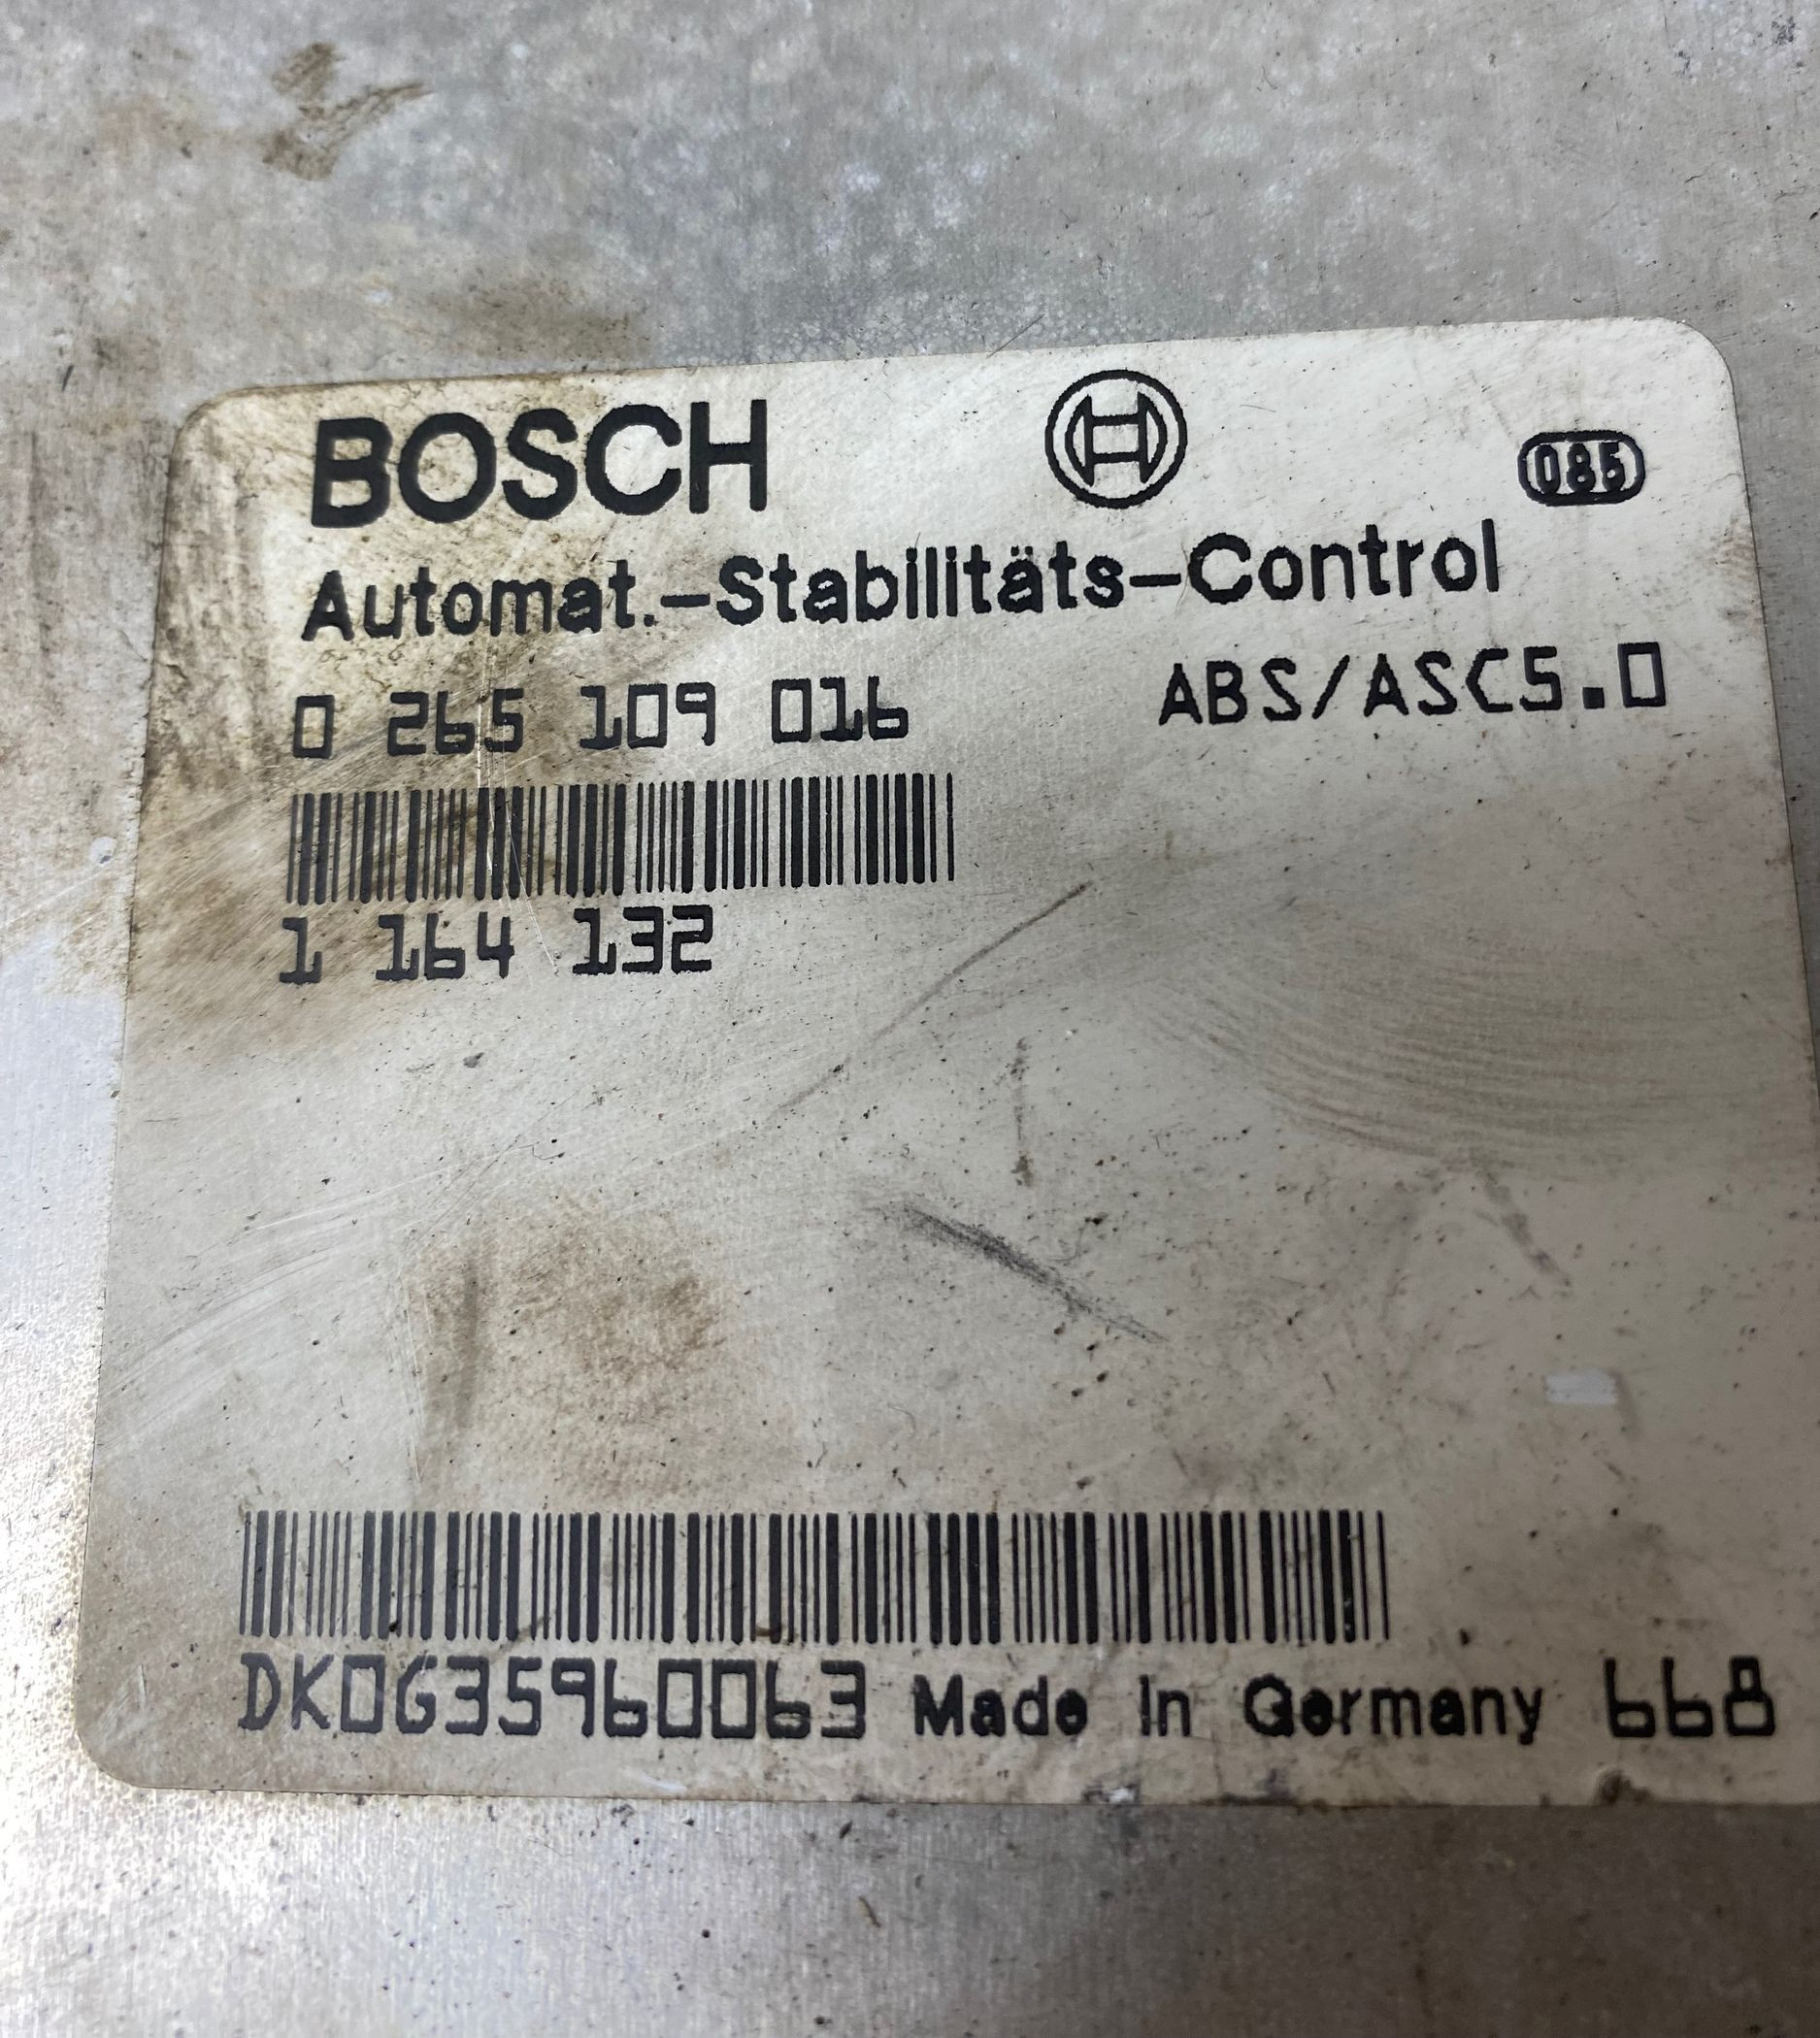 BOSCH
085
Automat.-Stabilitäts-Control
0 265 109 016 ABS/ASC5.0
1 164 132
DK0G35960063 Made in Germany 668